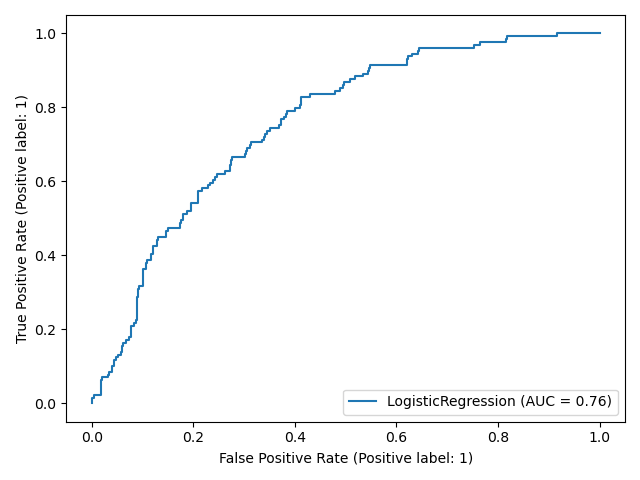 1.0
0.8
0.6
0.4
0.2
0.0
True Positive Rate (Positive label: 1)
LogisticRegression (AUC = 0.76)
0.0 0.2 0.4 0.6 0.8 1.0
False Positive Rate (Positive label: 1)